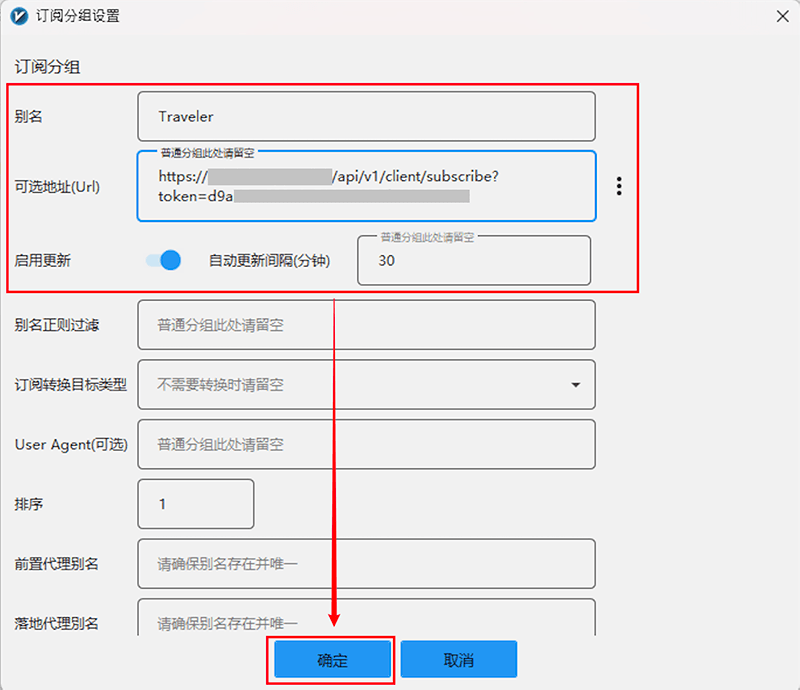 订阅分组设置
订阅分组
别名
Traveler
可选地址(Url)
普通分组此处请留空
https:// /api/v1/client/subscribe?
token=d9a
启用更新
自动更新间隔(分钟)
普通分组此处请留空
30
别名正则过滤
普通分组此处请留空
订阅转换目标类型
不需要转换时请留空
User Agent(可选)
普通分组此处请留空
排序
1
前置代理别名
请确保别名存在并唯一
落地代理别名
请确保别名存在并唯一
确定
取消